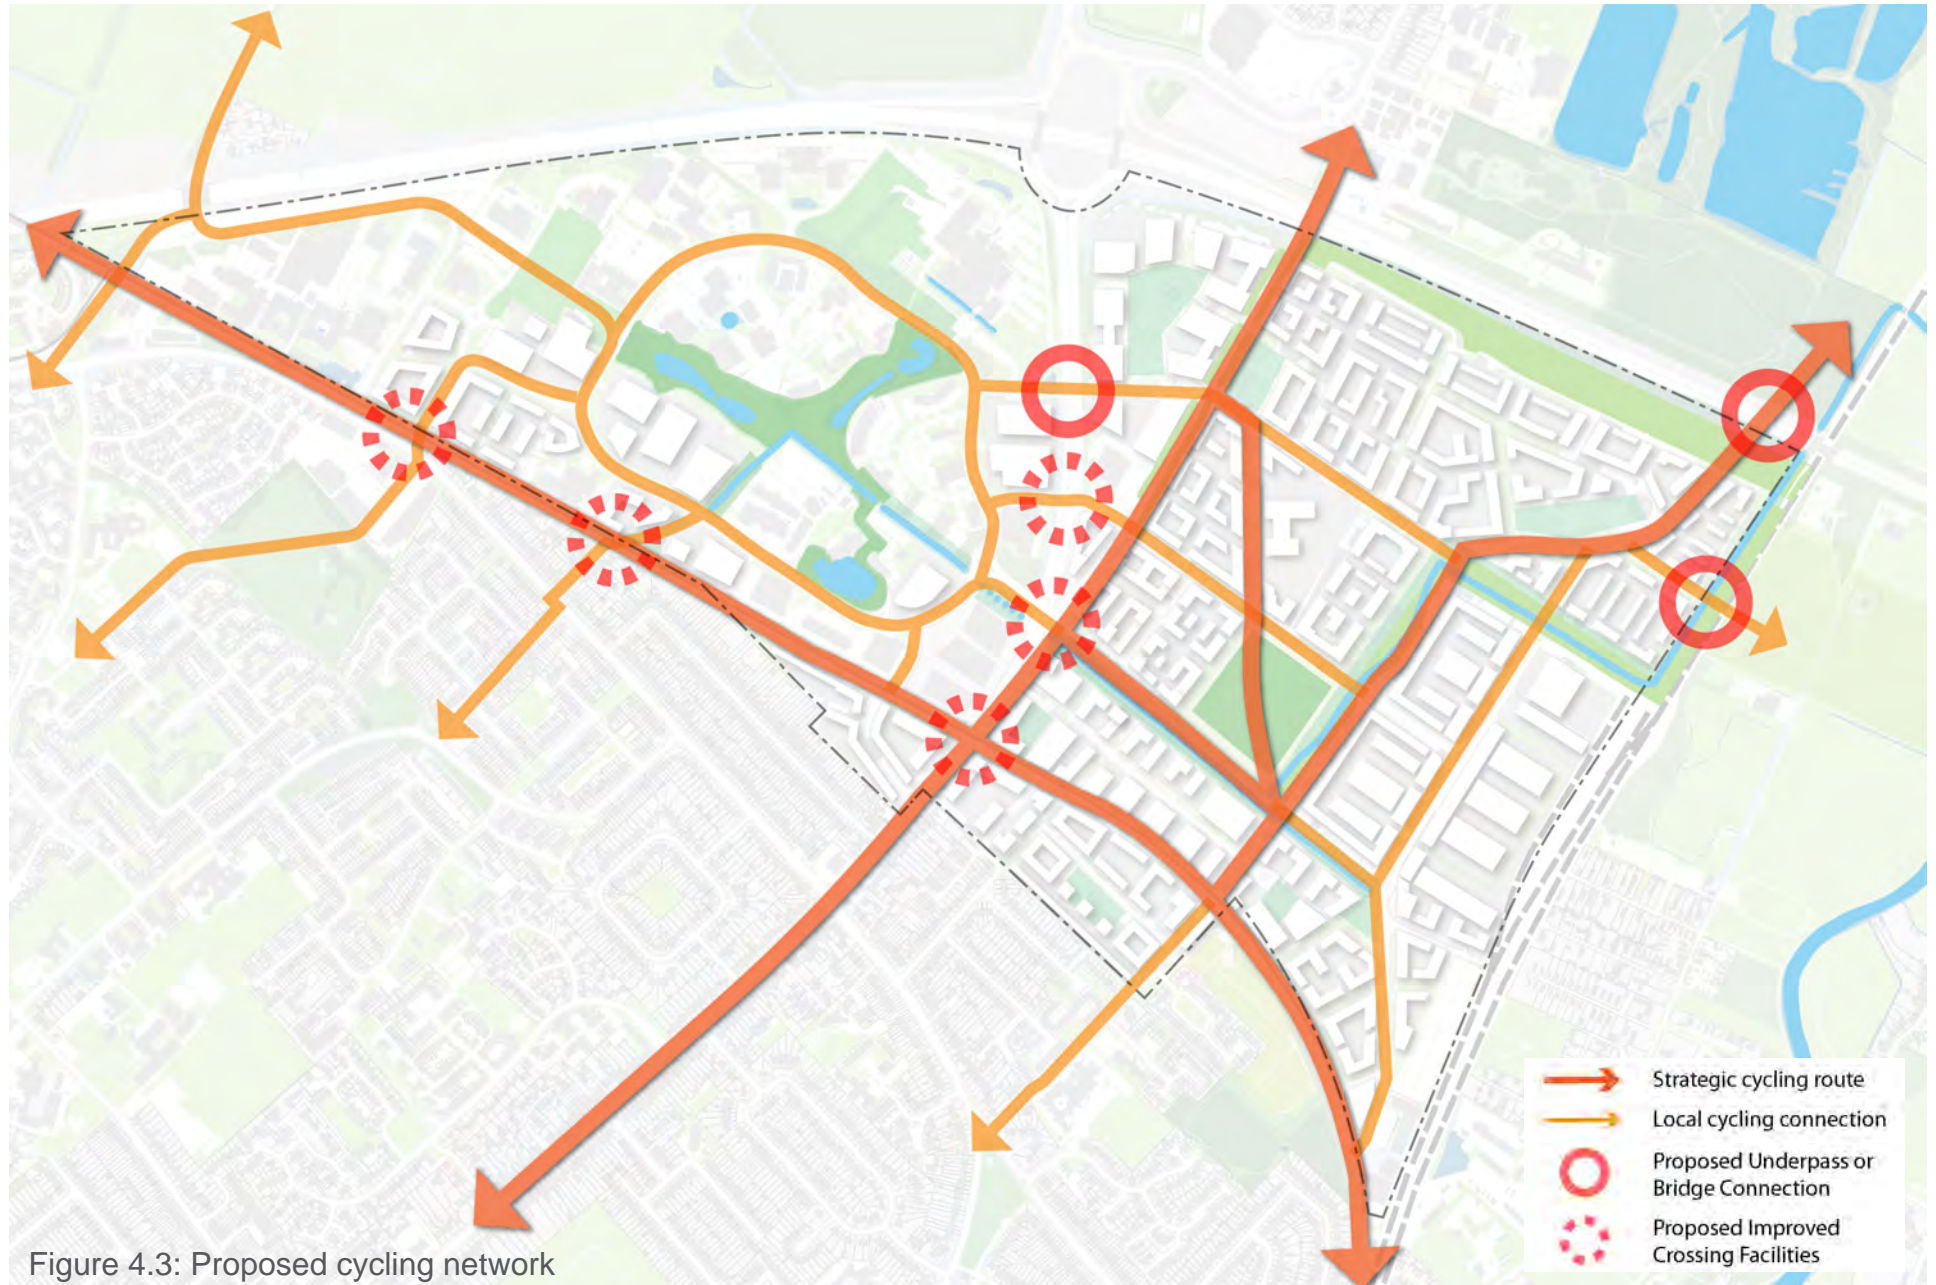 Strategic cycling route
Local cycling connection
Proposed Underpass or
Bridge Connection
Proposed Improved
Crossing Facilities
Figure 4.3: Proposed cycling network